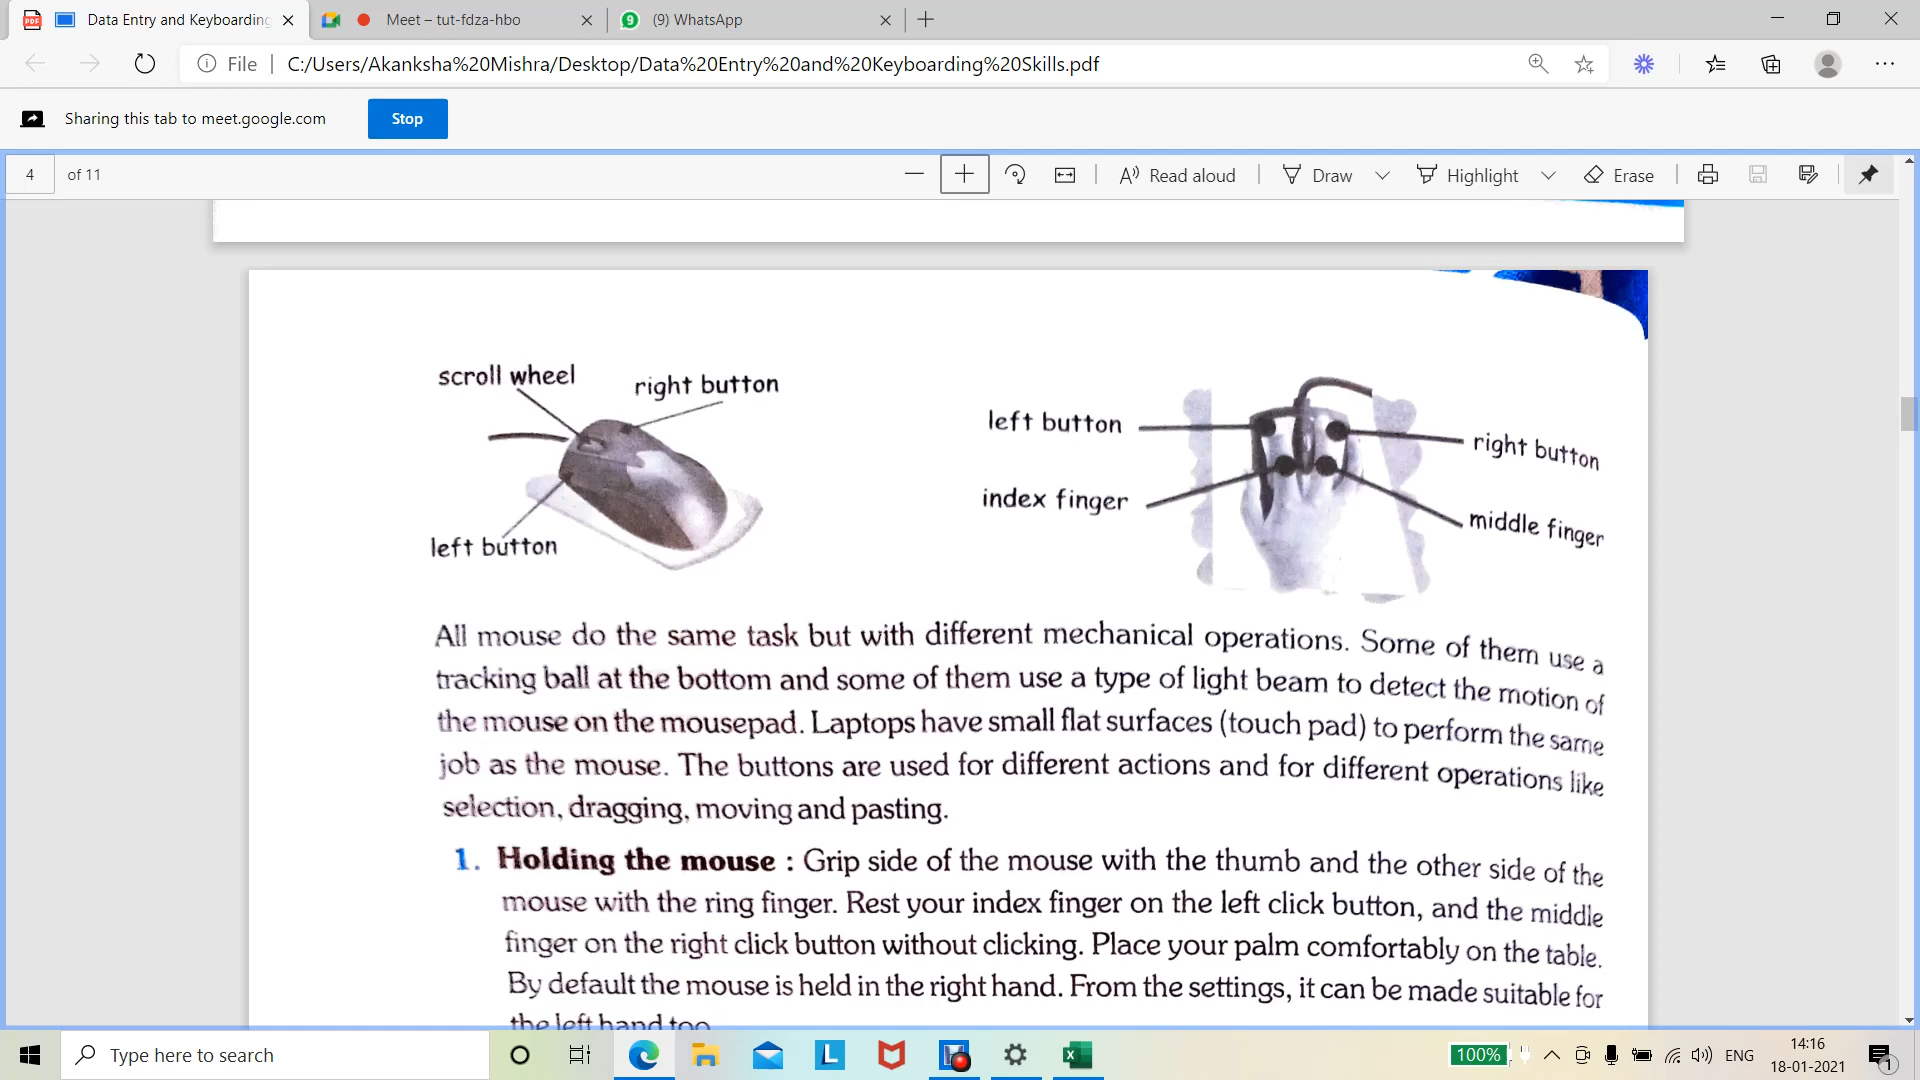 Data Entry and Keyboarding
Meet – tut-fdza-hbo
(9) WhatsApp
File
C:/Users/Akanksha%20Mishra/Desktop/Data%20Entry%20and%20Keyboarding%20Skills.pdf
Sharing this tab to meet.google.com
Stop
4 of 11
Read aloud
Draw
Highlight
Erase
scroll wheel
right button
left button
left button
right button
index finger
middle finger
All mouse do the same task but with different mechanical operations. Some of them use a
tracking ball at the bottom and some of them use a type of light beam to detect the motion of
the mouse on the mousepad. Laptops have small flat surfaces (touch pad) to perform the same
job as the mouse. The buttons are used for different actions and for different operations like
selection, dragging, moving and pasting.
1. Holding the mouse : Grip side of the mouse with the thumb and the other side of the
mouse with the ring finger. Rest your index finger on the left click button, and the middle
finger on the right click button without clicking. Place your palm comfortably on the table.
By default the mouse is held in the right hand. From the settings, it can be made suitable for
the left hand too.
Type here to search
100%
ENG
14:16
18-01-2021
1